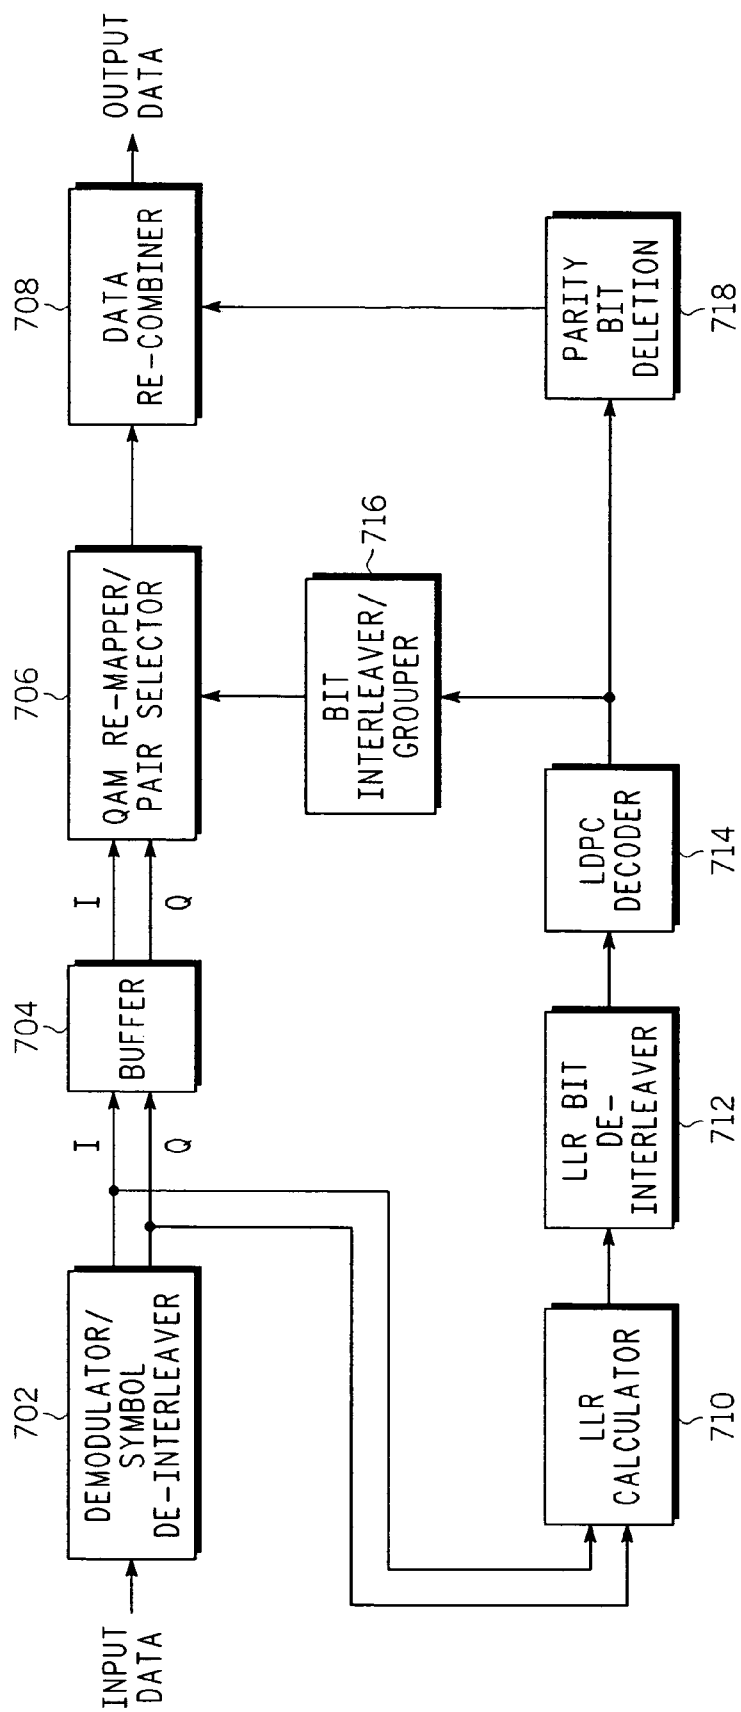 INPUT
DATA
702
DEMODULATOR/
SYMBOL
DE-INTERLEAVER
I
Q
704
BUFFER
I
Q
706
QAM RE-MAPPER/
PAIR SELECTOR
708
DATA
RE-COMBINER
OUTPUT
DATA
BIT
INTERLEAVER/
GROUPER
716
LLR
CALCULATOR
710
LLR BIT
DE-
INTERLEAVER
712
LDPC
DECODER
714
PARITY
BIT
DELETION
718